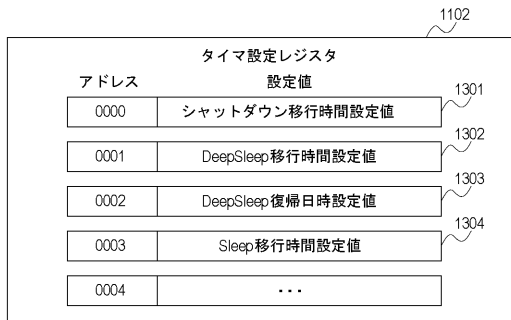 1102
タイマ設定レジスタ
アドレス 設定値
1301
0000 シャットダウン移行時間設定値
1302
0001 DeepSleep移行時間設定値
1303
0002 DeepSleep復帰日時設定値
1304
0003 Sleep移行時間設定値
0004 ･･･